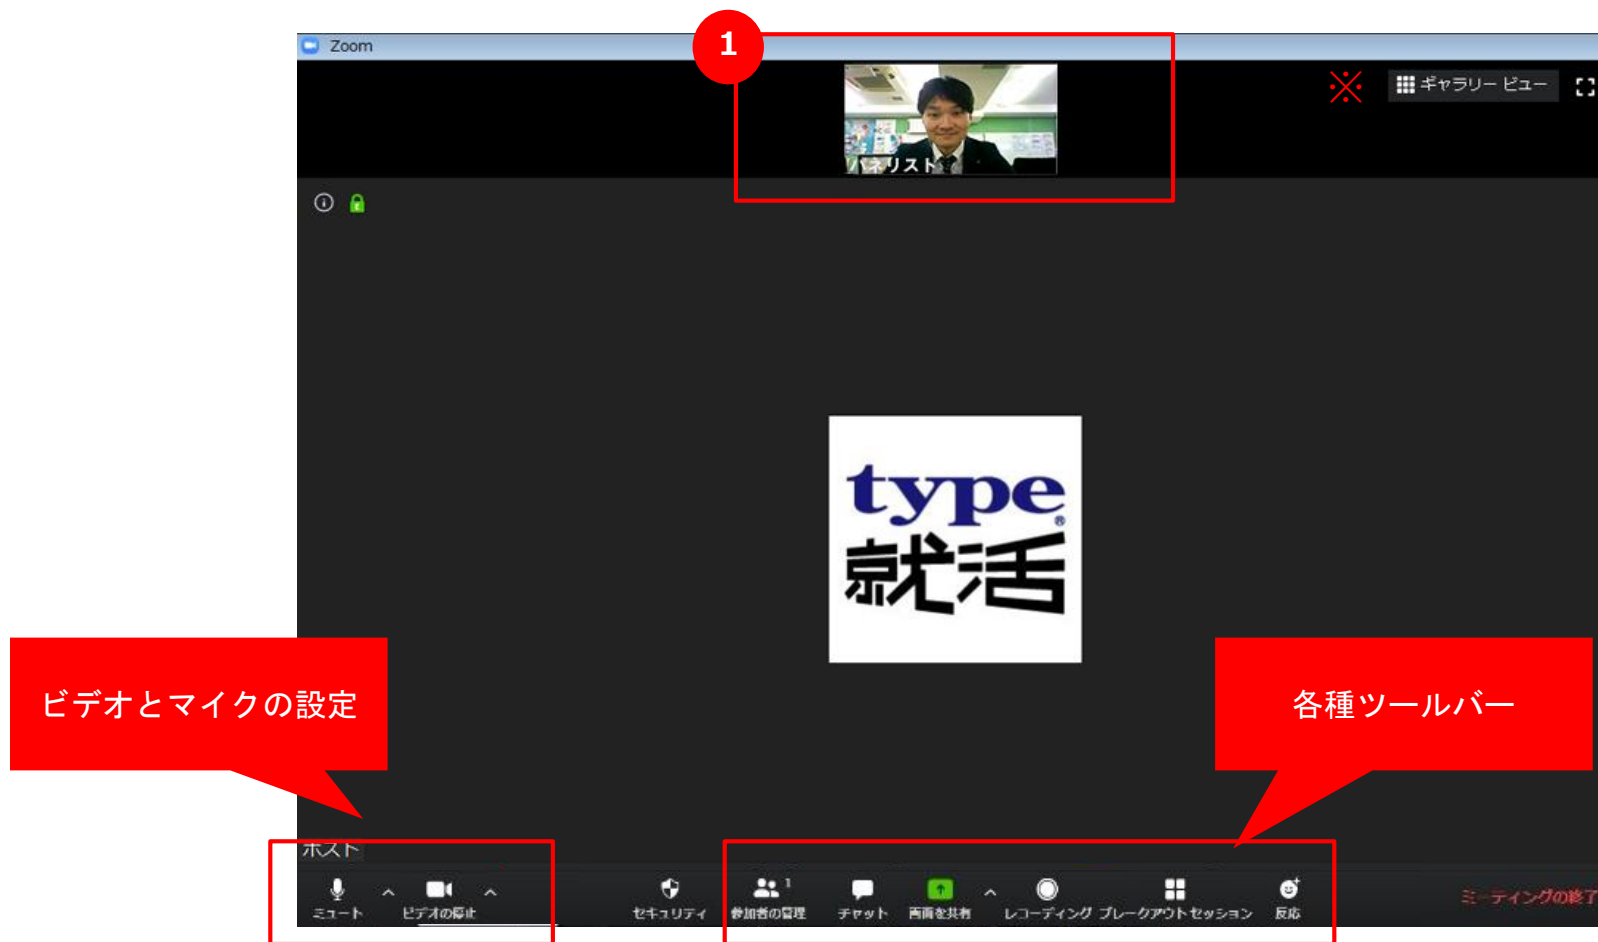 Zoom
1
※
ギャラリー ビュー
パネリスト
type®
就活
ビデオとマイクの設定
各種ツールバー
ホスト
ミュート
ビデオの停止
セキュリティ
参加者の管理
1
チャット
画面を共有
レコーディング
ブレークアウトセッション
反応
ミーティングの終了